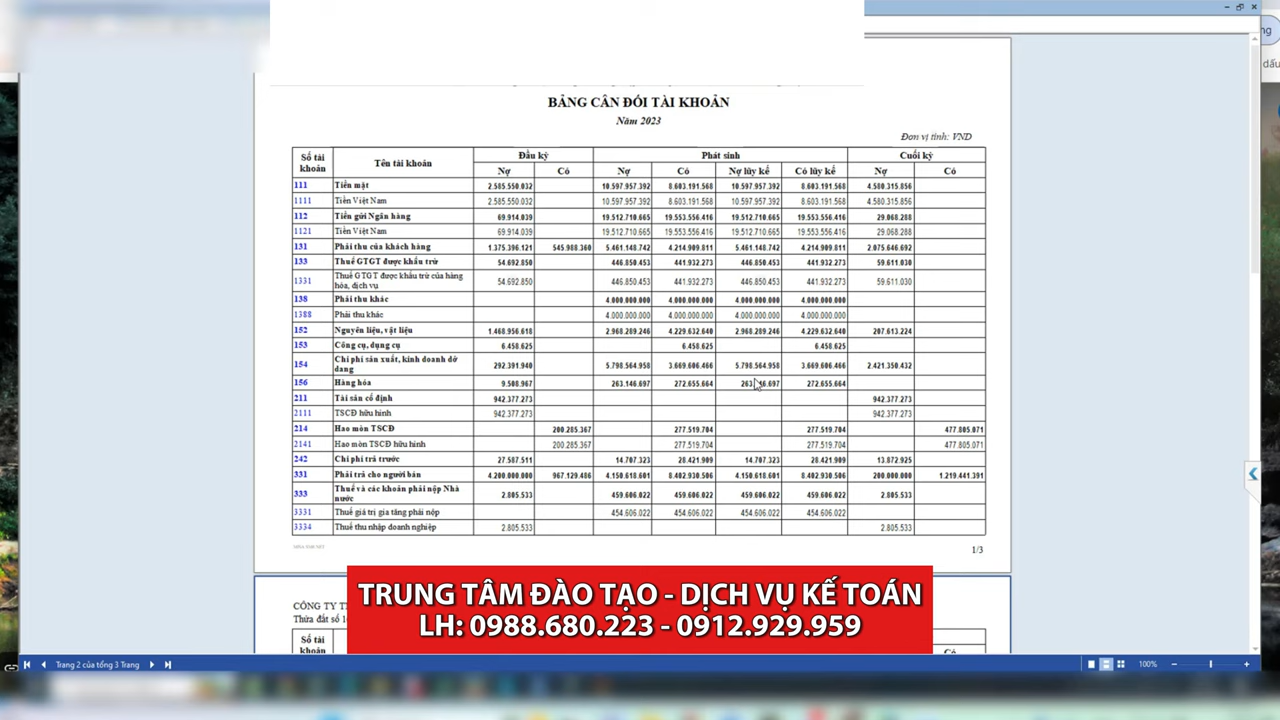 ng
dấu
BẢNG CÂN ĐỐI TÀI KHOẢN
Năm 2023
Đơn vị tính: VND
Số tài khoản Tên tài khoản Đầu kỳ Phát sinh Cuối kỳ
Nợ Có Nợ Có Nợ lũy kế Có lũy kế Nợ Có
111 Tiền mặt 2.585.550.032 10.597.957.392 8.603.191.568 10.597.957.392 8.603.191.568 4.580.315.856
1111 Tiền Việt Nam 2.585.550.032 10.597.957.392 8.603.191.568 10.597.957.392 8.603.191.568 4.580.315.856
112 Tiền gửi Ngân hàng 69.914.039 19.512.710.665 19.553.556.416 19.512.710.665 19.553.556.416 29.068.288
1121 Tiền Việt Nam 69.914.039 19.512.710.665 19.553.556.416 19.512.710.665 19.553.556.416 29.068.288
131 Phải thu của khách hàng 1.375.396.121 545.988.360 5.461.148.742 4.214.909.811 5.461.148.742 4.214.909.811 2.075.646.692
133 Thuế GTGT được khấu trừ 54.692.850 446.850.453 441.932.273 446.850.453 441.932.273 59.611.030
1331 Thuế GTGT được khấu trừ của hàng hóa, dịch vụ 54.692.850 446.850.453 441.932.273 446.850.453 441.932.273 59.611.030
138 Phải thu khác 4.000.000.000 4.000.000.000 4.000.000.000 4.000.000.000
1388 Phải thu khác 4.000.000.000 4.000.000.000 4.000.000.000 4.000.000.000
152 Nguyên liệu, vật liệu 1.468.956.618 2.968.289.246 4.229.632.640 2.968.289.246 4.229.632.640 207.613.224
153 Công cụ, dụng cụ 6.458.625 6.458.625 6.458.625
154 Chi phí sản xuất, kinh doanh dở dang 292.391.940 5.798.564.958 3.669.606.466 5.798.564.958 3.669.606.466 2.421.350.432
156 Hàng hóa 9.508.967 263.146.697 272.655.664 272.655.664
211 Tài sản cố định 942.377.273 942.377.273
2111 TSCĐ hữu hình 942.377.273 942.377.273
214 Hao mòn TSCĐ 200.285.367 277.519.704 277.519.704 477.805.071
2141 Hao mòn TSCĐ hữu hình 200.285.367 277.519.704 277.519.704 477.805.071
242 Chi phí trả trước 27.587.511 14.707.323 28.421.909 14.707.323 28.421.909 13.872.925
331 Phải trả cho người bán 4.200.000.000 967.129.486 4.150.618.601 8.402.930.506 4.150.618.601 8.402.930.506 200.000.000 1.219.441.391
333 Thuế và các khoản phải nộp Nhà nước 2.805.533 459.606.022 459.606.022 459.606.022 459.606.022 2.805.533
3331 Thuế giá trị gia tăng phải nộp 454.606.022 454.606.022 454.606.022 454.606.022
3334 Thuế thu nhập doanh nghiệp 2.805.533 2.805.533
1/3
CÔNG TY T
Thửa đất số 1
Số tài khoản Có
TRUNG TÂM ĐÀO TẠO - DỊCH VỤ KẾ TOÁN
LH: 0988.680.223 - 0912.929.959
Trang 2 của tổng 3 Trang 100%